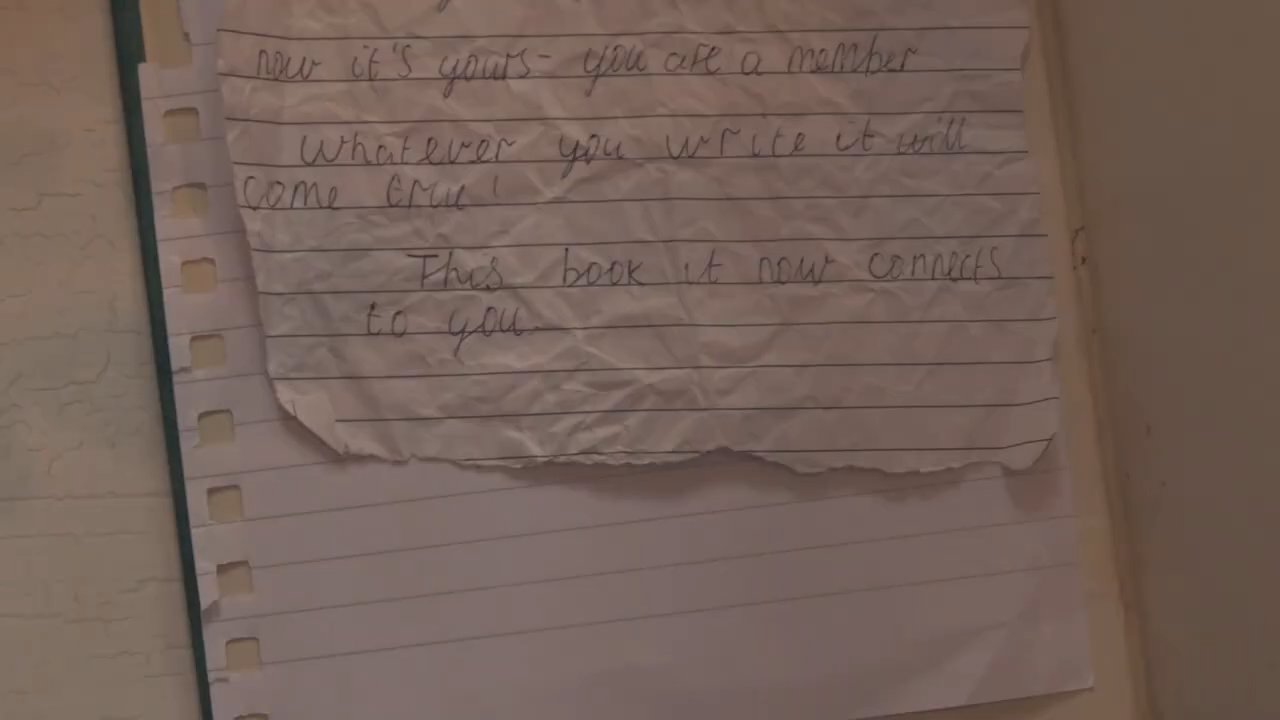 now it's yours - you are a member
Whatever you write it will
come true!
This book it now connects
to you